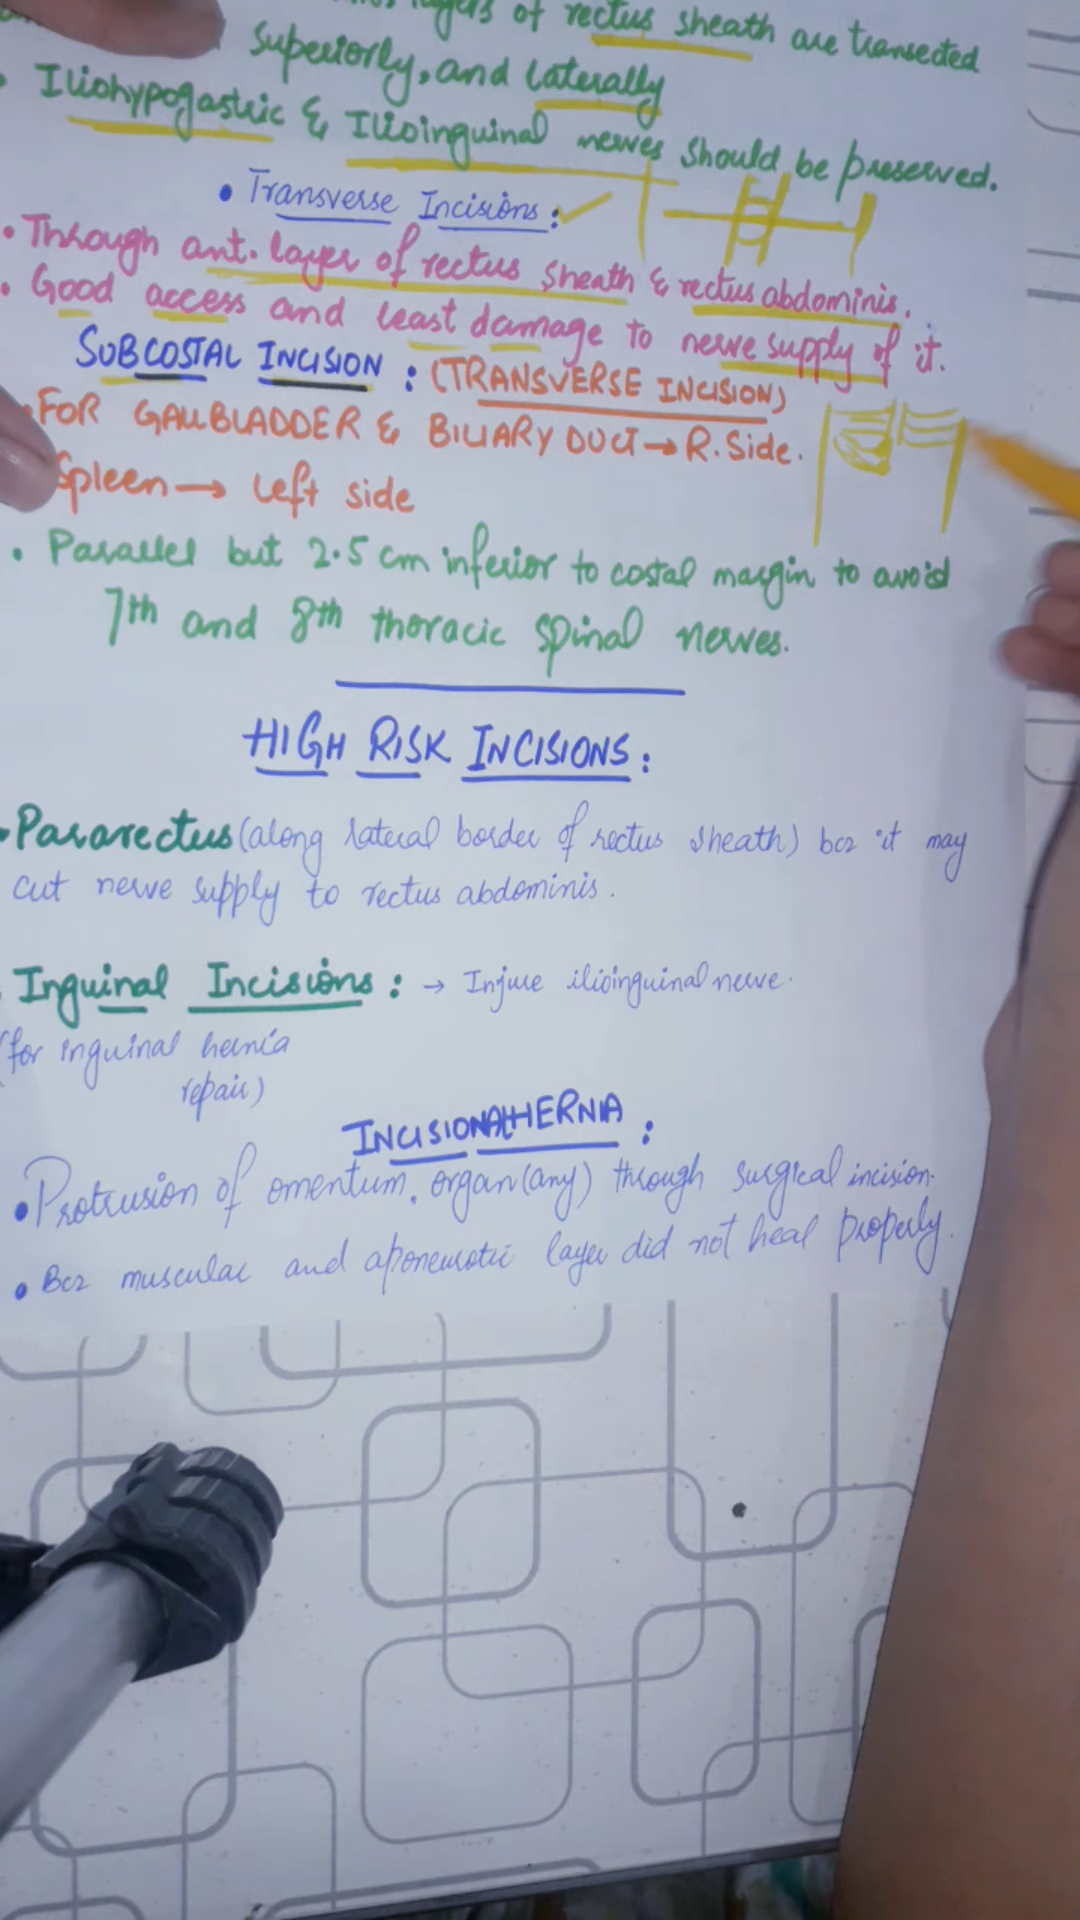 layers of rectus sheath are transected
Superiorly, and laterally
Iliohypogastric & Ilioinguinal nerves should be preserved.
• Transverse Incisions:
• Through ant. layer of rectus sheath & rectus abdominis.
• Good access and least damage to nerve supply of it.
SUBCOSTAL INCISION : (TRANSVERSE INCISION)
FOR GALLBLADDER & BILIARY DUCT → R. Side.
Spleen → left side
• Parallel but 2.5 cm inferior to costal margin to avoid
7th and 8th thoracic spinal nerves.
HIGH RISK INCISIONS:
• Pararectus (along lateral border of rectus sheath) bcz it may
cut nerve supply to rectus abdominis.
Inguinal Incisions: → Injure ilioinguinal nerve.
(for inguinal hernia
repair)
INCISIONAL HERNIA :
• Protrusion of omentum, organ (any) through surgical incision.
• Bcz muscular and aponeurotic layer did not heal properly.